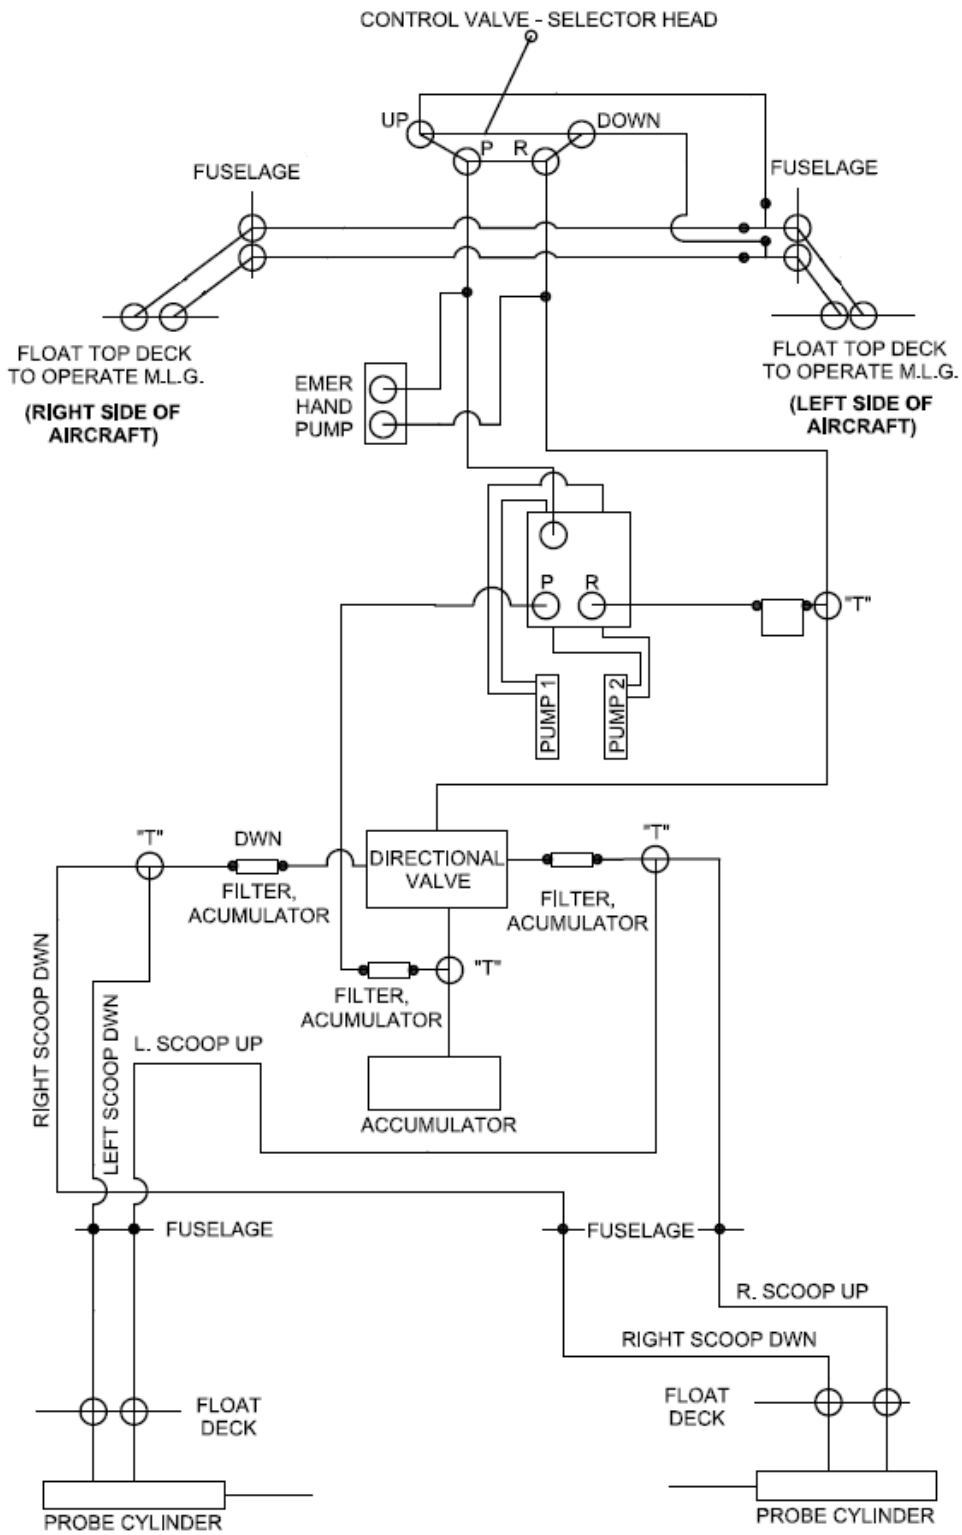 CONTROL VALVE - SELECTOR HEAD
UP
DOWN
P
R
FUSELAGE
FUSELAGE
FLOAT TOP DECK
TO OPERATE M.L.G.
(RIGHT SIDE OF
AIRCRAFT)
FLOAT TOP DECK
TO OPERATE M.L.G.
(LEFT SIDE OF
AIRCRAFT)
EMER
HAND
PUMP
P
R
"T"
PUMP 1
PUMP 2
"T"
DWN
FILTER,
ACUMULATOR
DIRECTIONAL
VALVE
"T"
FILTER,
ACUMULATOR
"T"
FILTER,
ACUMULATOR
ACCUMULATOR
RIGHT SCOOP DWN
LEFT SCOOP DWN
L. SCOOP UP
FUSELAGE
FUSELAGE
R. SCOOP UP
RIGHT SCOOP DWN
FLOAT
DECK
FLOAT
DECK
PROBE CYLINDER
PROBE CYLINDER